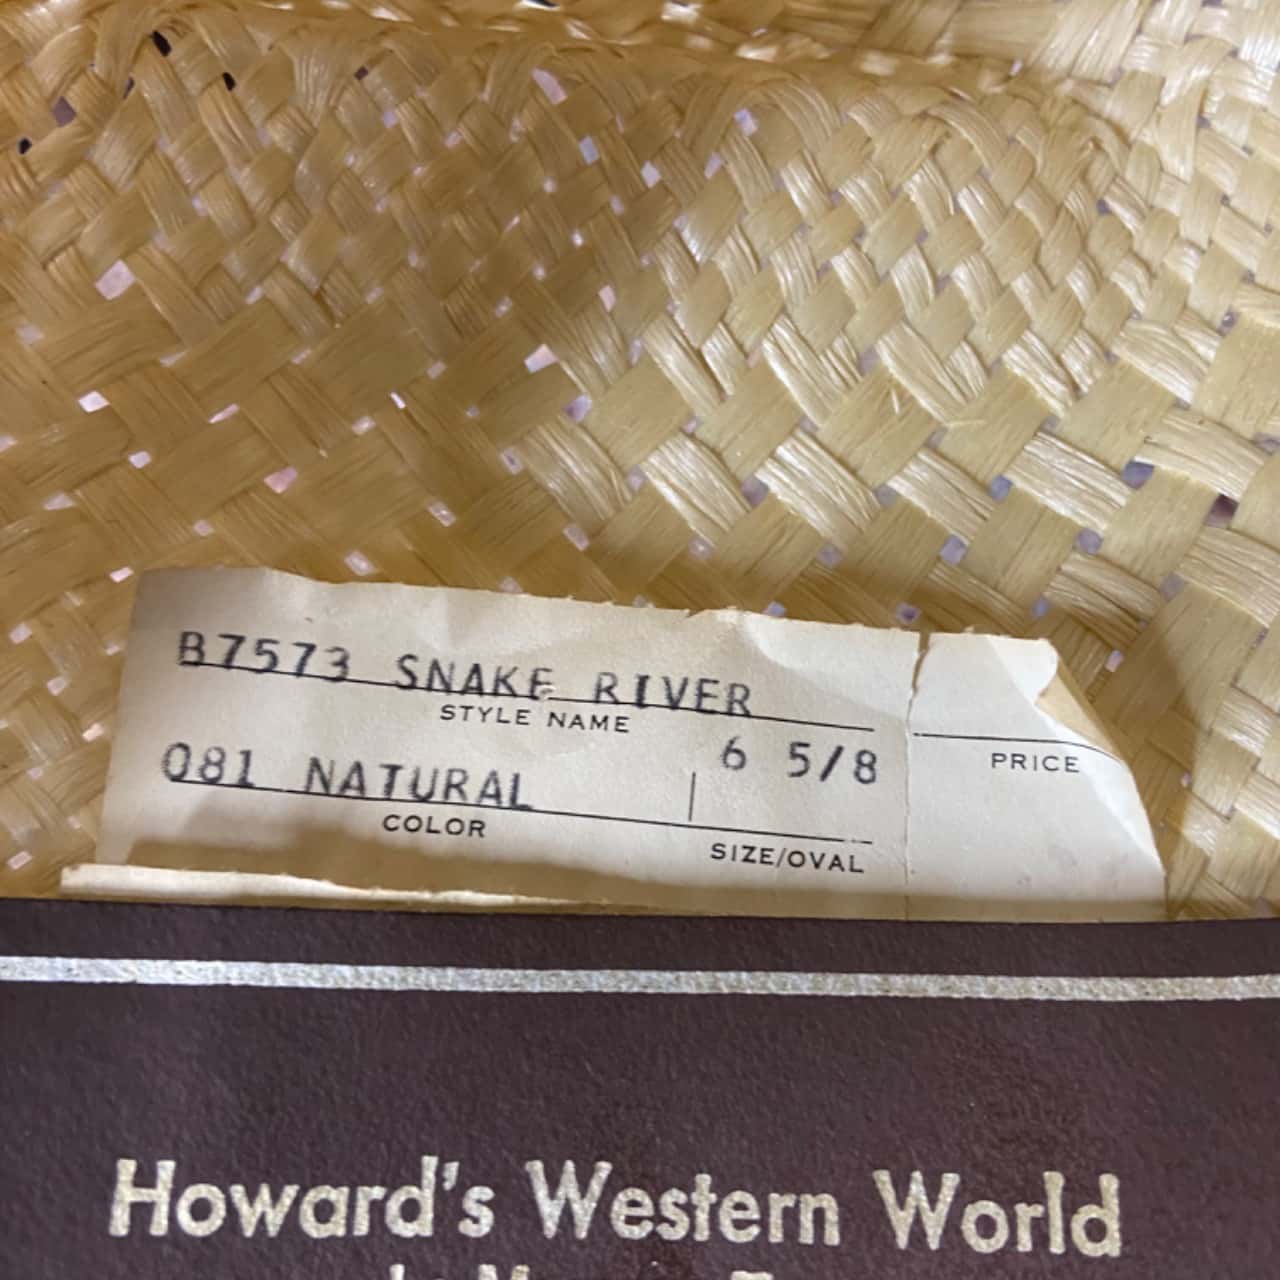 B7573 SNAKE RIVER
STYLE NAME
081 NATURAL
6 5/8
PRICE
COLOR
SIZE/OVAL
Howard's Western World